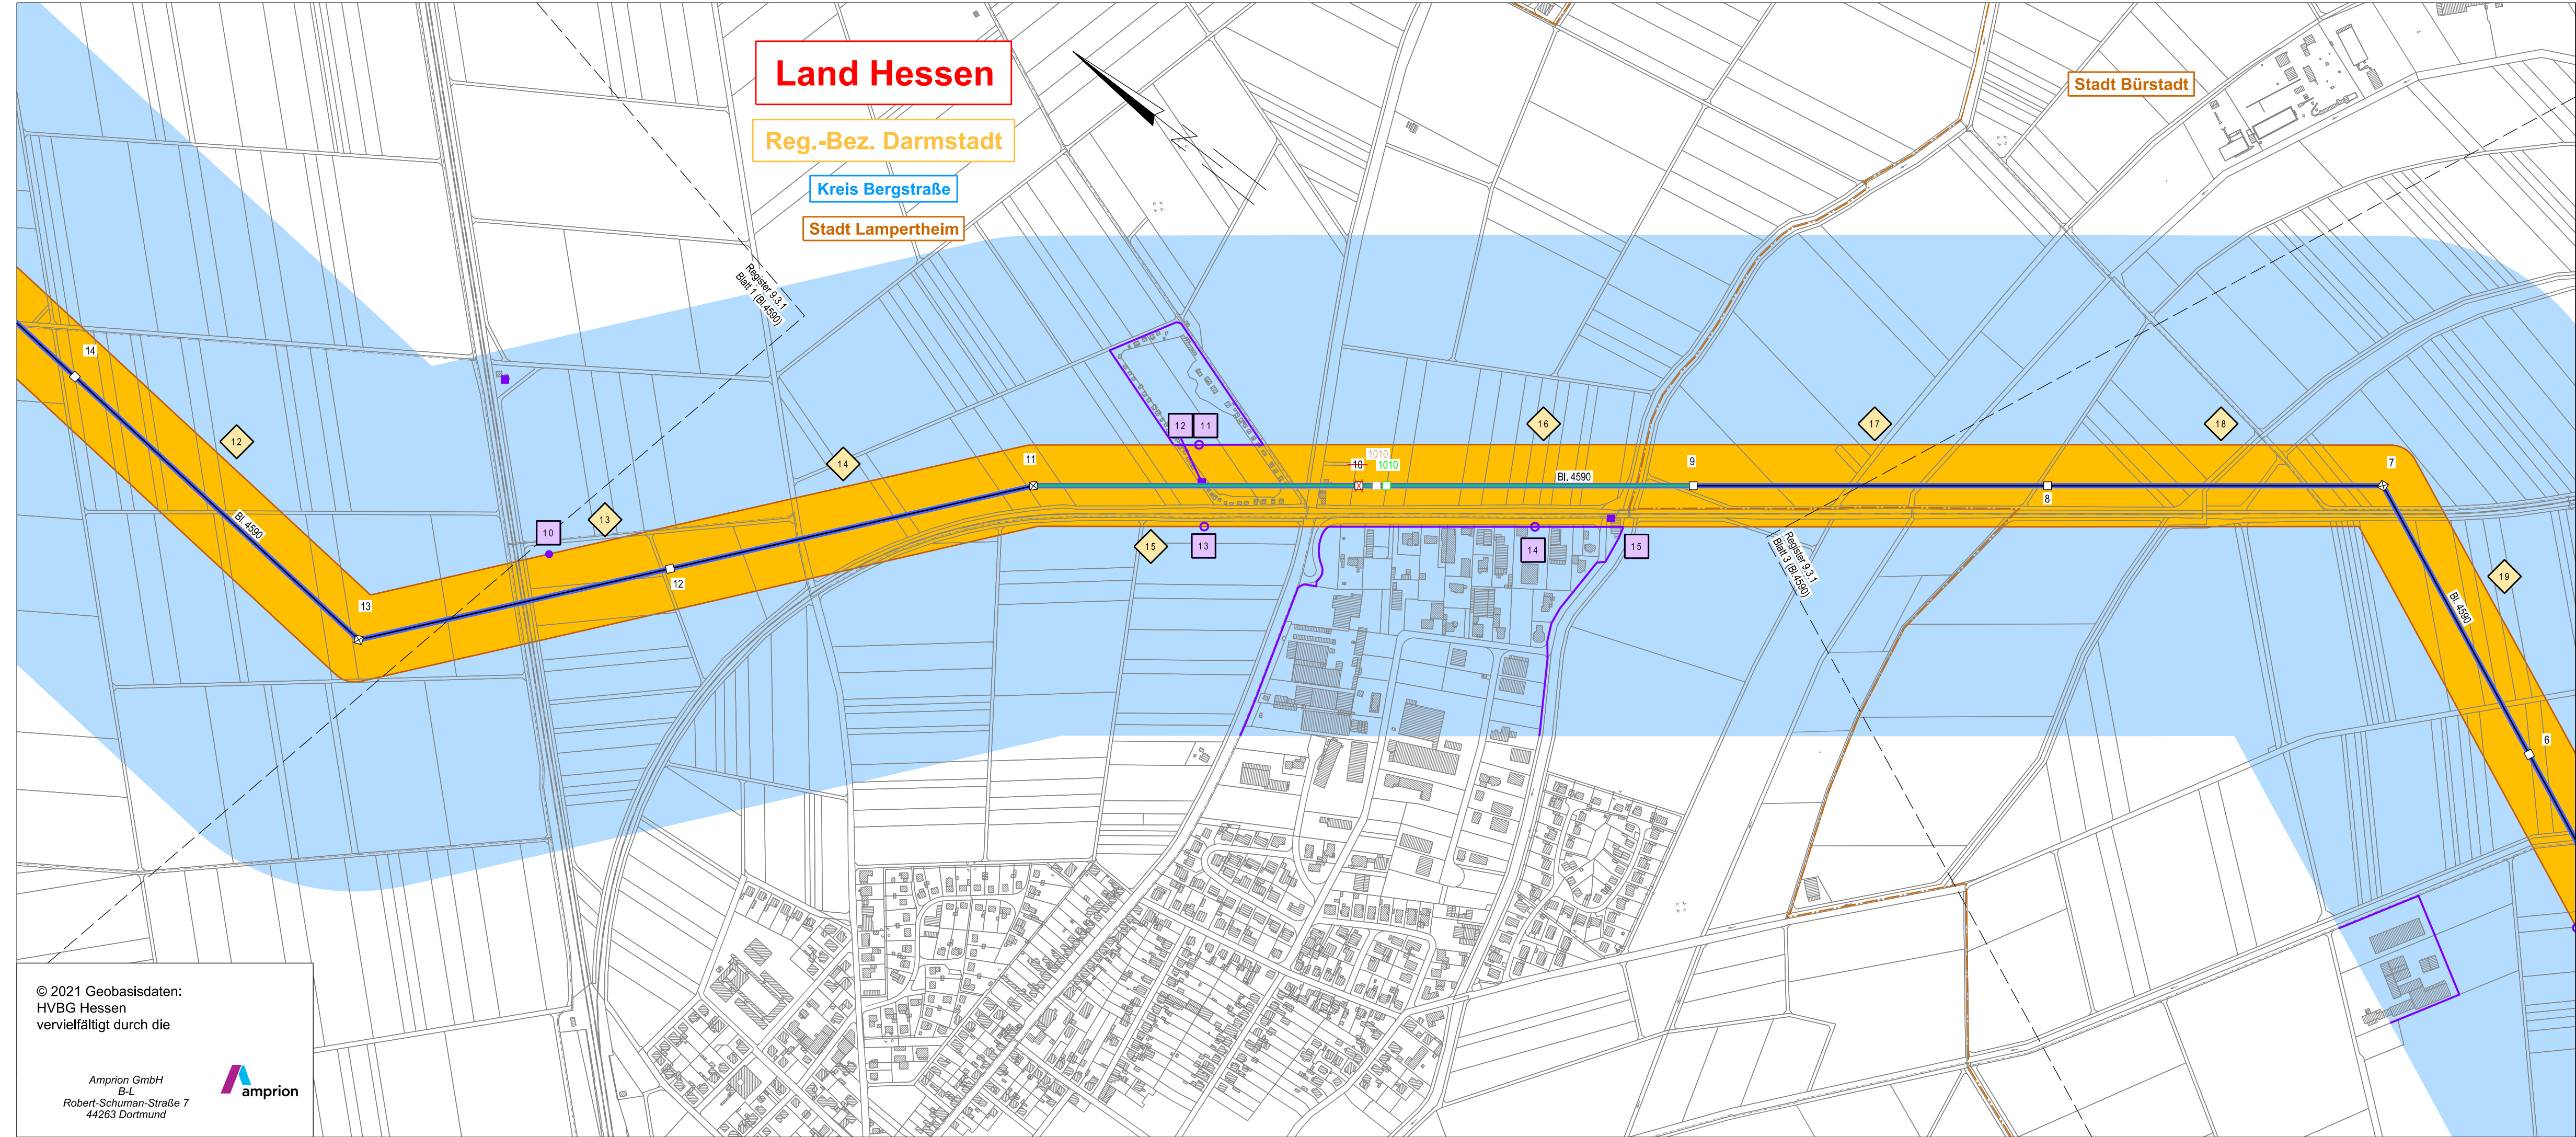 Land Hessen
Reg.-Bez. Darmstadt
Kreis Bergstraße
Stadt Lampertheim
Stadt Bürstadt
Register 9.3.1
Blatt 1 (Bl.4590)
14
12
Bl. 4590
13
10
13
12
14
11
12
11
15
13
1010
10
1010
16
Bl. 4590
14
15
9
17
Register 9.3.1
Blatt 3 (Bl.4590)
8
18
7
19
Bl. 4590
6
© 2021 Geobasisdaten:
HVBG Hessen
vervielfältigt durch die
Amprion GmbH
B-L
Robert-Schuman-Straße 7
44263 Dortmund
amprion